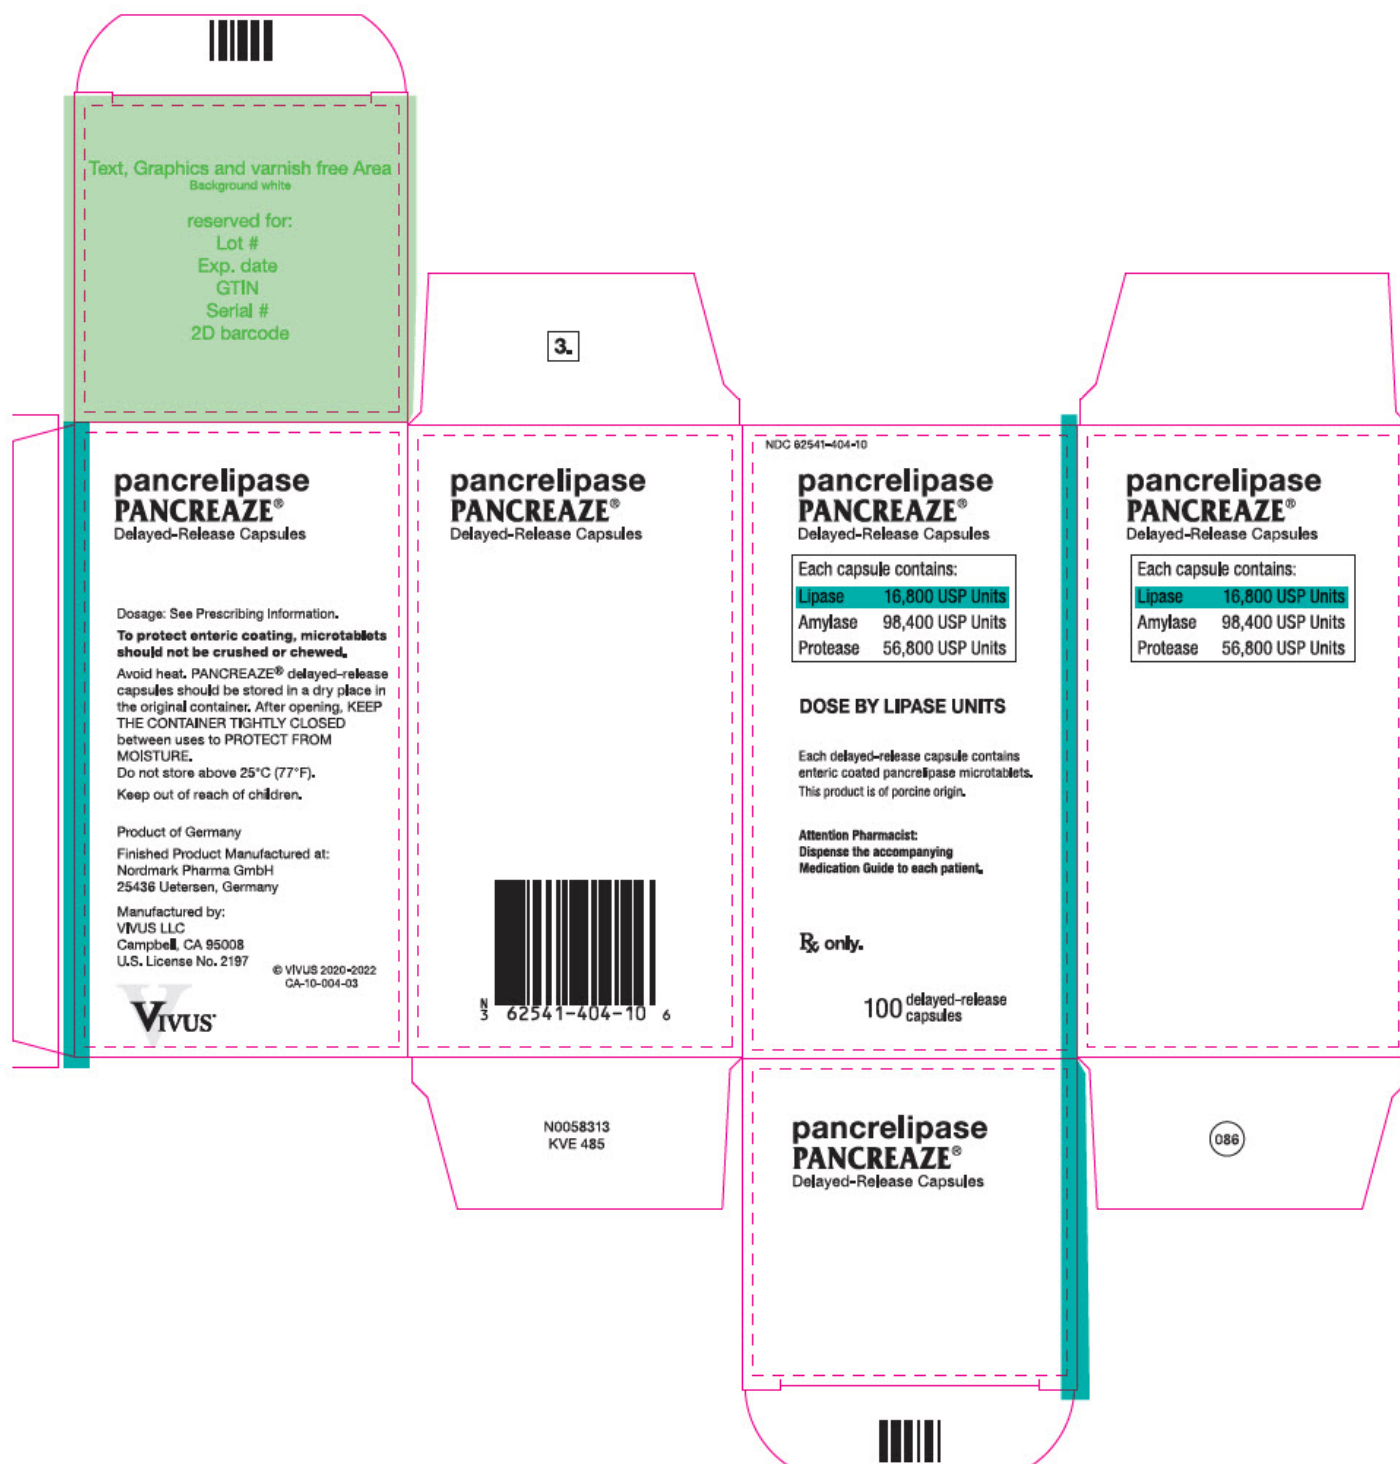 Text, Graphics and varnish free Area
Background white
reserved for:
Lot #
Exp. date
GTIN
Serial #
2D barcode
3.
pancrelipase
PANCREAZE®
Delayed-Release Capsules
Dosage: See Prescribing Information.
To protect enteric coating, microtablets
should not be crushed or chewed.
Avoid heat. PANCREAZE® delayed-release
capsules should be stored in a dry place in
the original container. After opening, KEEP
THE CONTAINER TIGHTLY CLOSED
between uses to PROTECT FROM
MOISTURE.
Do not store above 25°C (77°F).
Keep out of reach of children.
Product of Germany
Finished Product Manufactured at:
Nordmark Pharma GmbH
25436 Uetersen, Germany
Manufactured by:
VIVUS LLC
Campbell, CA 95008
U.S. License No. 2197
© VIVUS 2020-2022
CA-10-004-03
VIVUS
pancrelipase
PANCREAZE®
Delayed-Release Capsules
N
3 62541-404-10 6
NDC 62541-404-10
pancrelipase
PANCREAZE®
Delayed-Release Capsules
Each capsule contains:
Lipase 16,800 USP Units
Amylase 98,400 USP Units
Protease 56,800 USP Units
DOSE BY LIPASE UNITS
Each delayed-release capsule contains
enteric coated pancrelipase microtablets.
This product is of porcine origin.
Attention Pharmacist:
Dispense the accompanying
Medication Guide to each patient.
℞ only.
100 delayed-release
capsules
pancrelipase
PANCREAZE®
Delayed-Release Capsules
Each capsule contains:
Lipase 16,800 USP Units
Amylase 98,400 USP Units
Protease 56,800 USP Units
N0058313
KVE 485
pancrelipase
PANCREAZE®
Delayed-Release Capsules
086